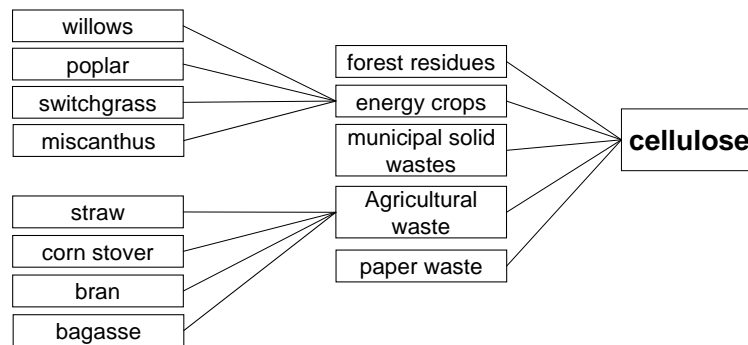 willows
poplar
switchgrass
miscanthus
straw
corn stover
bran
bagasse
forest residues
energy crops
municipal solid
wastes
Agricultural
waste
paper waste
cellulose